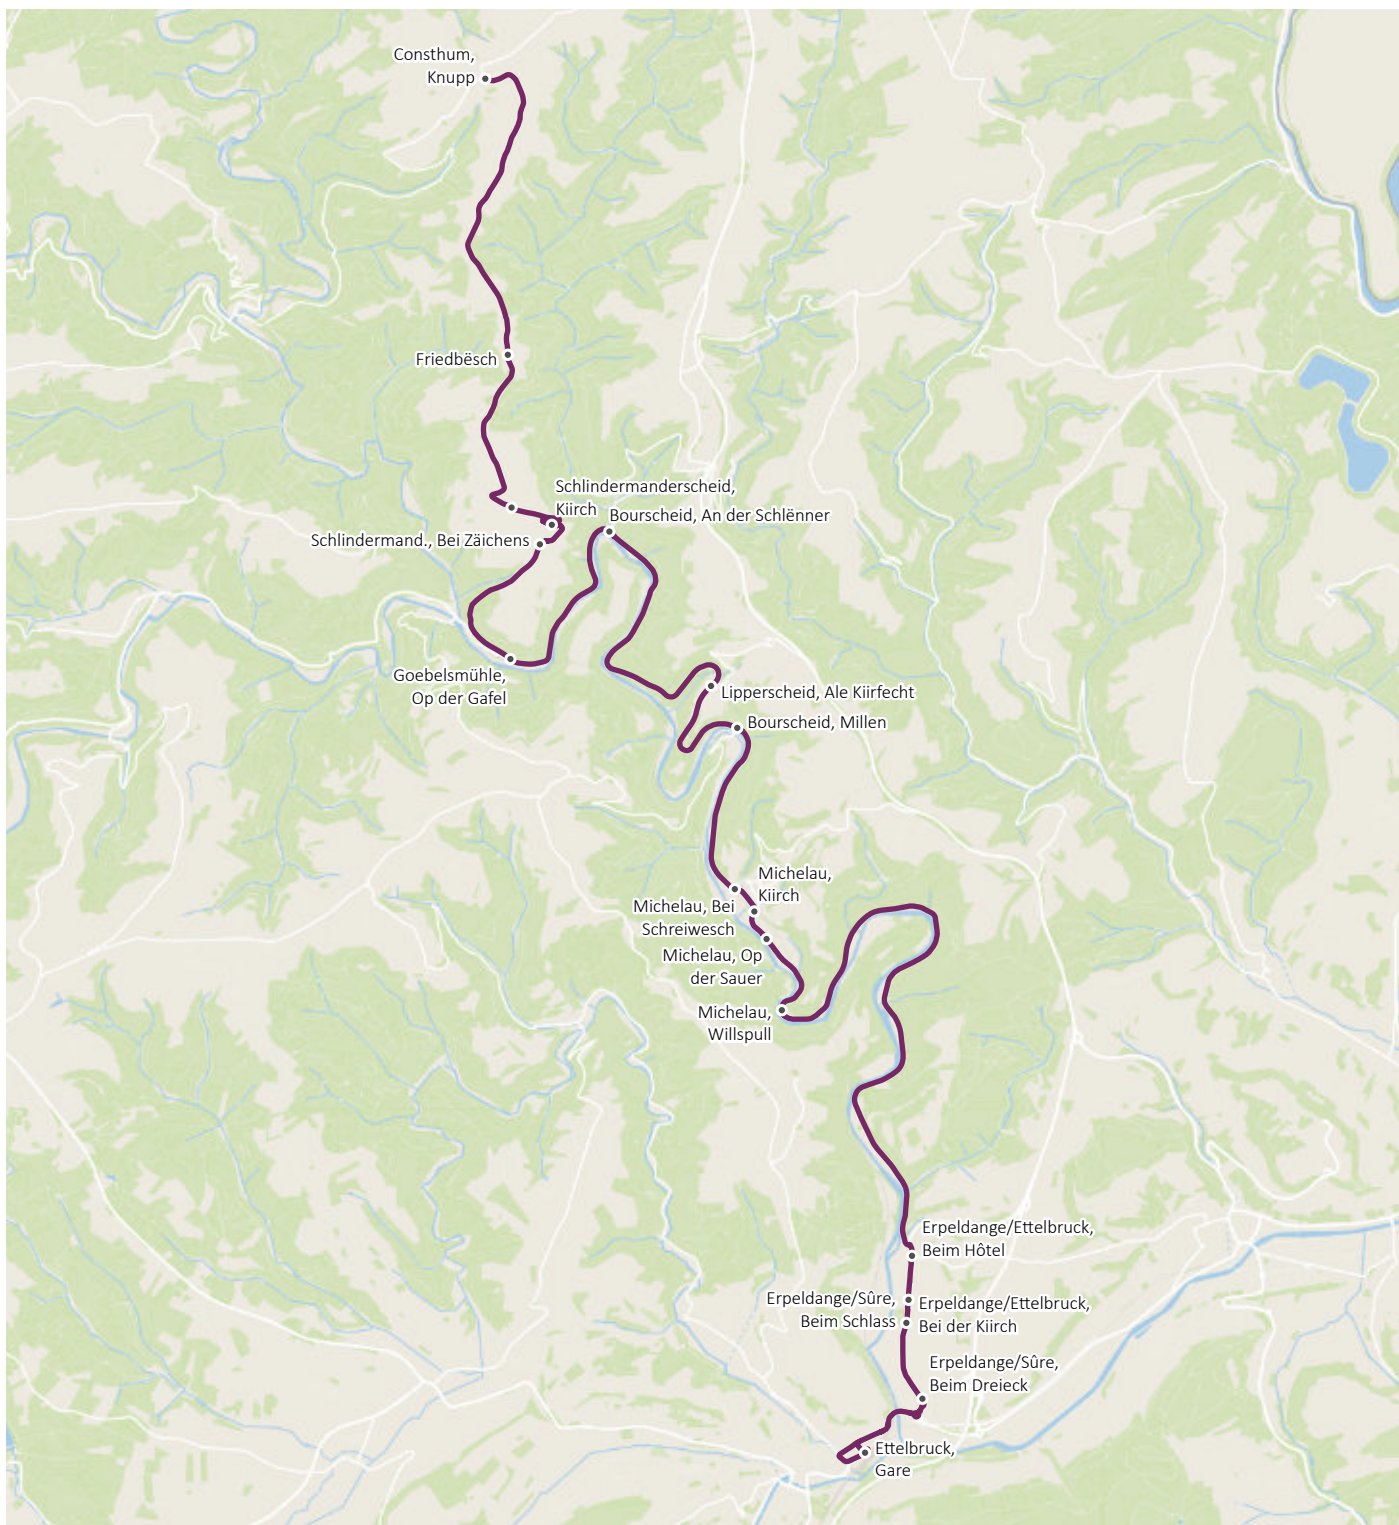 Consthum,
Knupp
Friedbësch
Schlindermanderscheid,
Kiirch
Bourscheid, An der Schlënner
Schlindermand., Bei Zäichens
Goebelsmühle,
Op der Gafel
Lipperscheid, Ale Kiirfecht
Bourscheid, Millen
Michelau,
Kiirch
Michelau, Bei
Schreiwesch
Michelau, Op
der Sauer
Michelau,
Willspull
Erpeldange/Ettelbruck,
Beim Hôtel
Erpeldange/Sûre,
Beim Schlass
Erpeldange/Ettelbruck,
Bei der Kiirch
Erpeldange/Sûre,
Beim Dreieck
Ettelbruck,
Gare